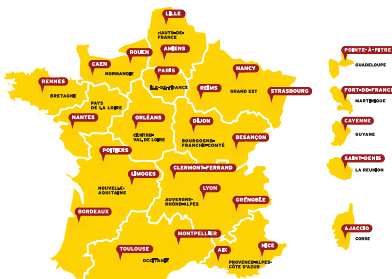 LILLE
HAUTS-DE-
FRANCE
AMIENS
ROUEN
CAEN
NORMANDIE
PARIS
ÎLE-DE-FRANCE
REIMS
NANCY
GRAND EST
STRASBOURG
RENNES
BRETAGNE
PAYS
DE LA LOIRE
NANTES
ORLÉANS
CENTRE-
VAL DE LOIRE
DIJON
BOURGOGNE-
FRANCHE-COMTÉ
BESANÇON
POITIERS
LIMOGES
NOUVELLE-
AQUITAINE
CLERMONT-FERRAND
LYON
AUVERGNE-
RHÔNE-ALPES
GRENOBLE
BORDEAUX
TOULOUSE
OCCITANIE
MONTPELLIER
AIX
NICE
PROVENCE-ALPES-
CÔTE D'AZUR
POINTE-À-PITRE
GUADELOUPE
FORT-DE-FRANCE
MARTINIQUE
CAYENNE
GUYANE
SAINT-DENIS
LA REUNION
AJACCIO
CORSE